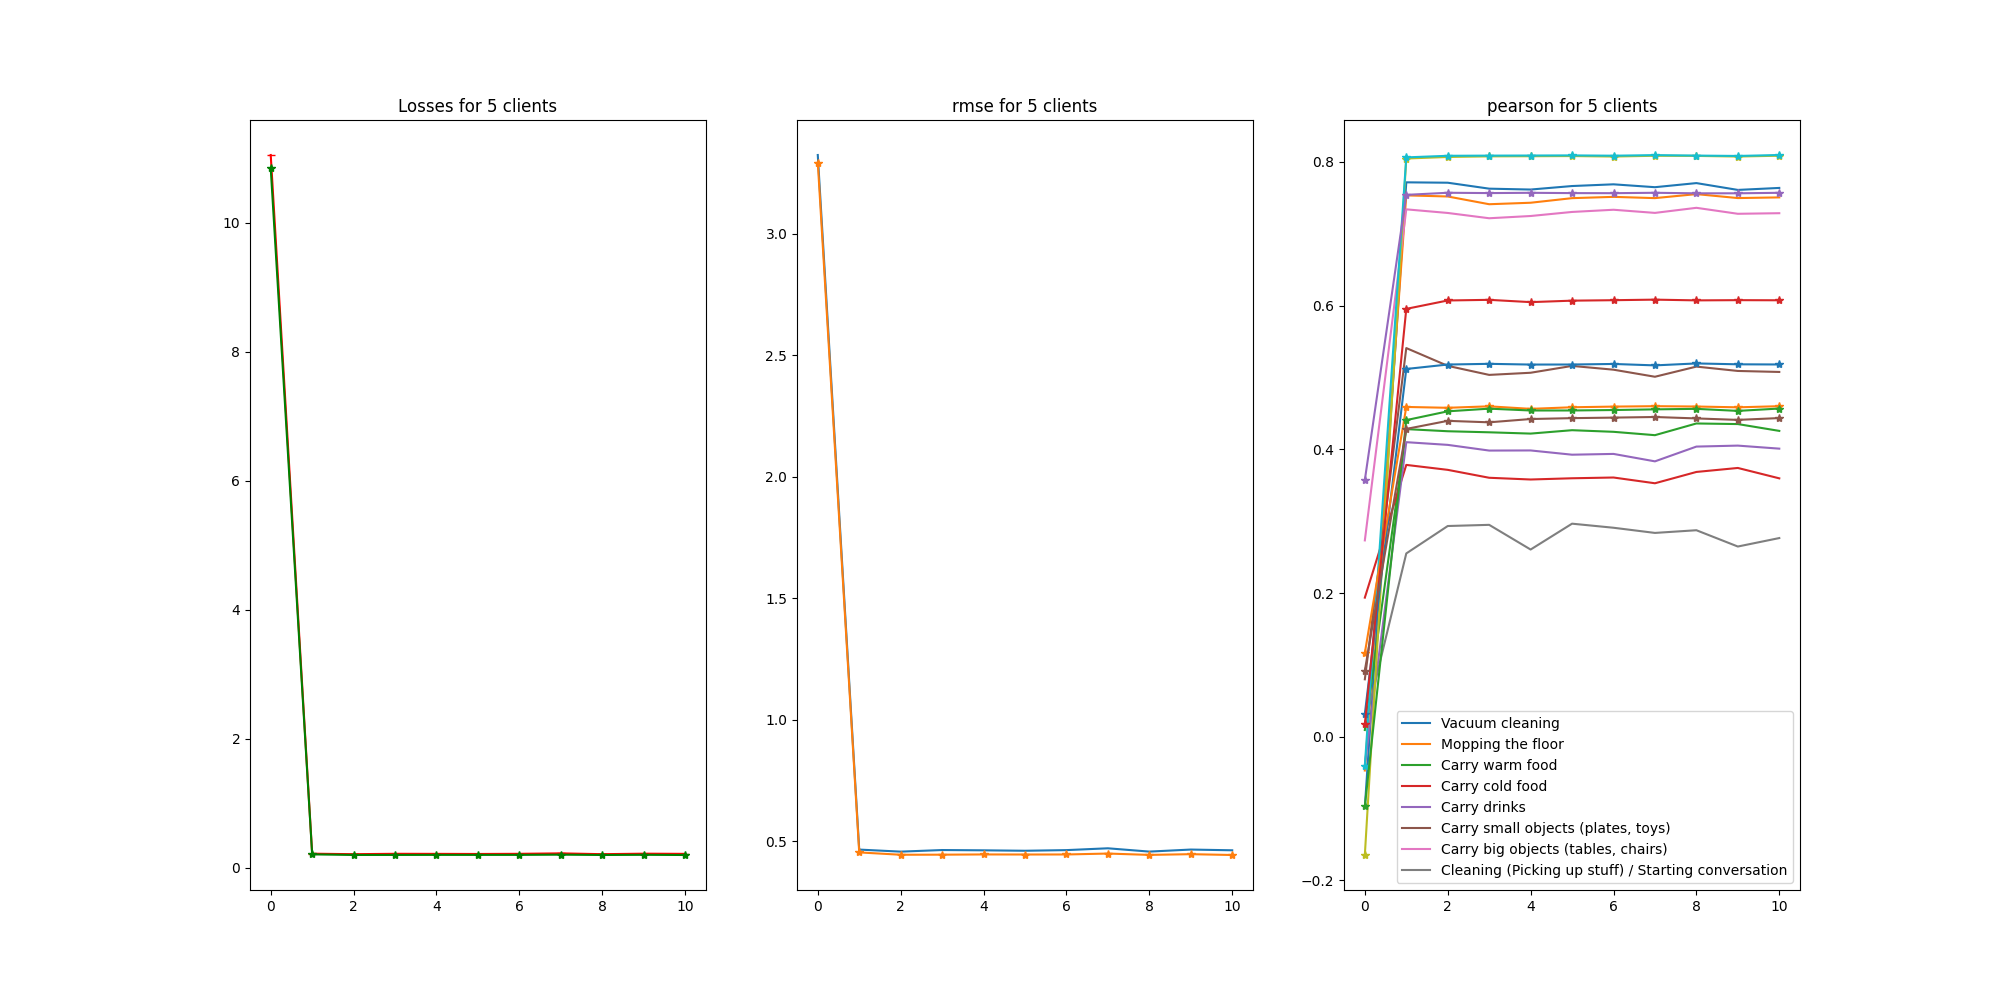 Losses for 5 clients
10
8
6
4
2
0
0 2 4 6 8 10
rmse for 5 clients
3.0
2.5
2.0
1.5
1.0
0.5
0 2 4 6 8 10
pearson for 5 clients
0.8
0.6
0.4
0.2
0.0
−0.2
0 2 4 6 8 10
Vacuum cleaning
Mopping the floor
Carry warm food
Carry cold food
Carry drinks
Carry small objects (plates, toys)
Carry big objects (tables, chairs)
Cleaning (Picking up stuff) / Starting conversation